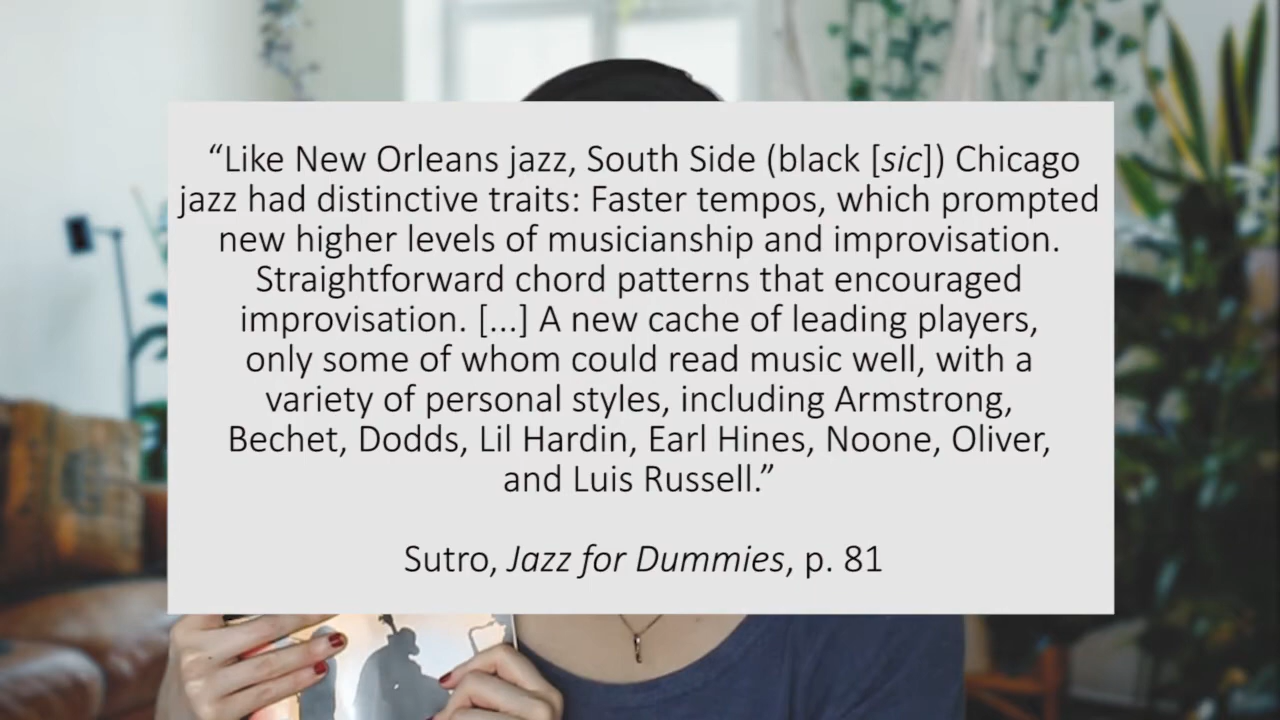 “Like New Orleans jazz, South Side (black [sic]) Chicago
jazz had distinctive traits: Faster tempos, which prompted
new higher levels of musicianship and improvisation.
Straightforward chord patterns that encouraged
improvisation. [...] A new cache of leading players,
only some of whom could read music well, with a
variety of personal styles, including Armstrong,
Bechet, Dodds, Lil Hardin, Earl Hines, Noone, Oliver,
and Luis Russell.”
Sutro, Jazz for Dummies, p. 81